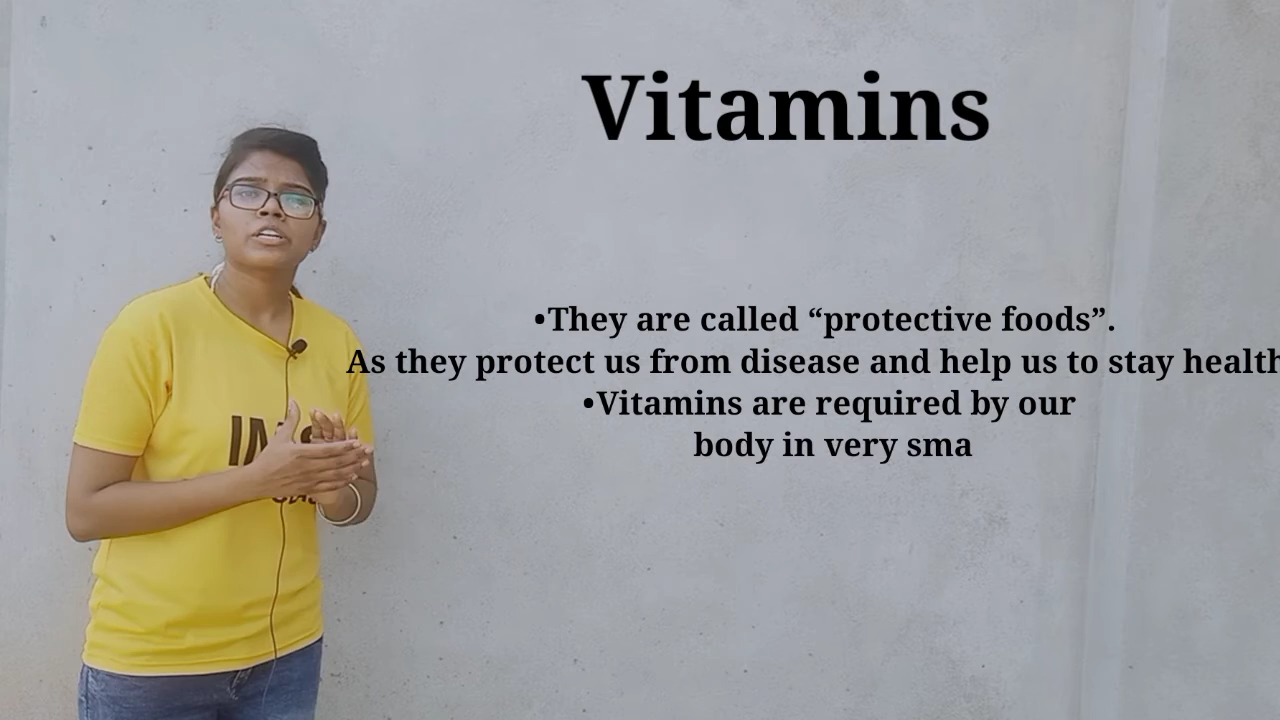 Vitamins
•They are called “protective foods”.
As they protect us from disease and help us to stay health
•Vitamins are required by our
body in very sma